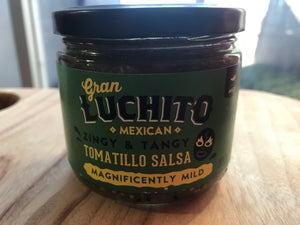 Gran
LUCHITO
MEXICAN
ZINGY & TANGY
TOMATILLO SALSA
MAGNIFICENTLY MILD